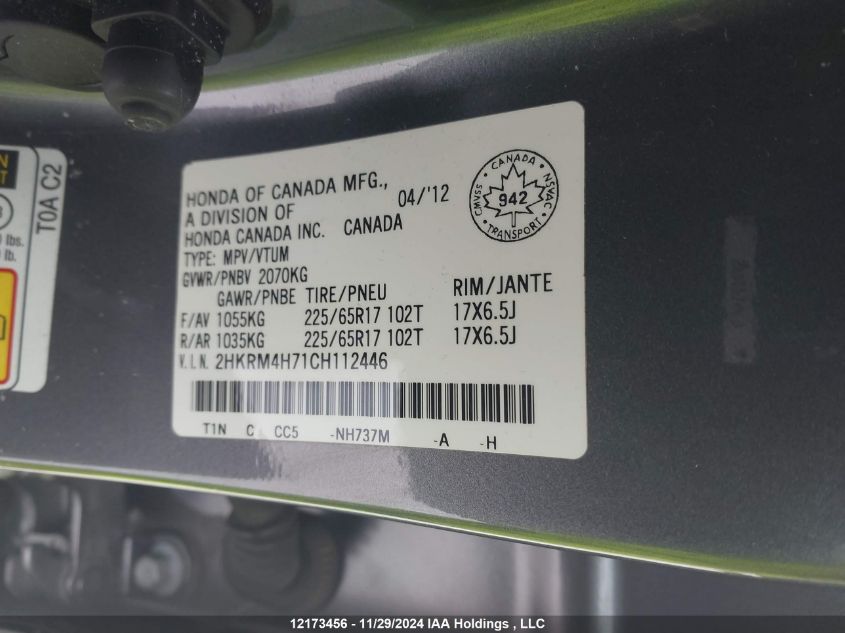 HONDA OF CANADA MFG., 04/'12
A DIVISION OF
HONDA CANADA INC. CANADA
TYPE: MPV/VTUM
GVWR/PNBV 2070KG
GAWR/PNBE TIRE/PNEU RIM/JANTE
F/AV 1055KG 225/65R17 102T 17X6.5J
R/AR 1035KG 225/65R17 102T 17X6.5J
V.I.N. 2HKRM4H71CH112446
T1N C CC5 -NH737M -A -H
CANADA
CMVSS 942 NSVAC
TRANSPORT
T0A C2
lbs.
lb.
12173456 - 11/29/2024 IAA Holdings , LLC